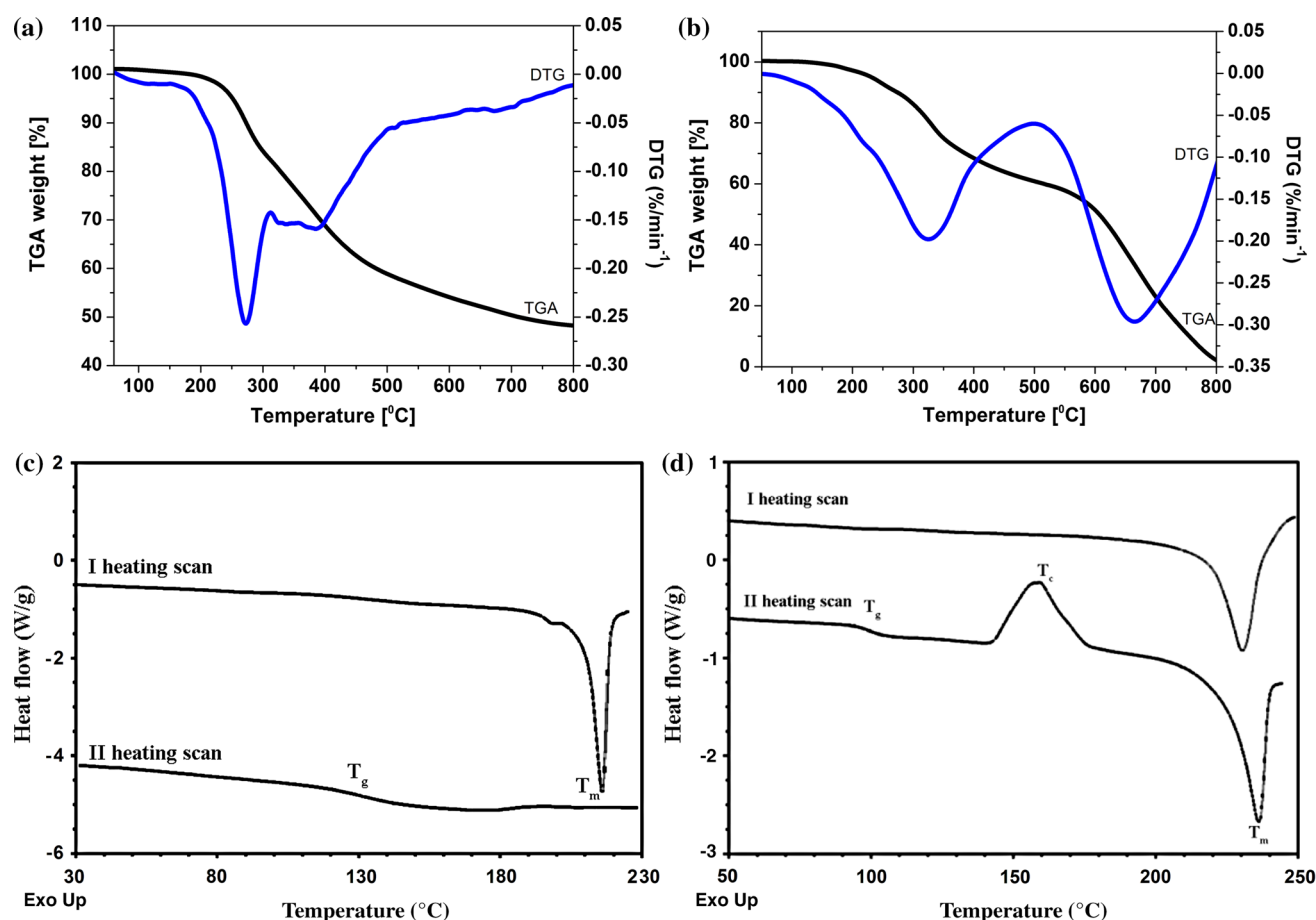 (a)
110
100
90
80
70
60
50
40
TGA weight [%]
0.05
0.00
-0.05
-0.10
-0.15
-0.20
-0.25
-0.30
DTG (%/min⁻¹)
DTG
TGA
100 200 300 400 500 600 700 800
Temperature [⁰C]
(b)
100
80
60
40
20
0
TGA weight [%]
0.05
0.00
-0.05
-0.10
-0.15
-0.20
-0.25
-0.30
-0.35
DTG (%/min⁻¹)
DTG
TGA
100 200 300 400 500 600 700 800
Temperature [⁰C]
(c)
2
0
-2
-4
-6
Heat flow (W/g)
I heating scan
II heating scan
Tg
Tm
30 80 130 180 230
Exo Up
Temperature (°C)
(d)
1
0
-1
-2
-3
Heat flow (W/g)
I heating scan
Tc
II heating scan
Tg
Tm
50 100 150 200 250
Exo Up
Temperature (°C)